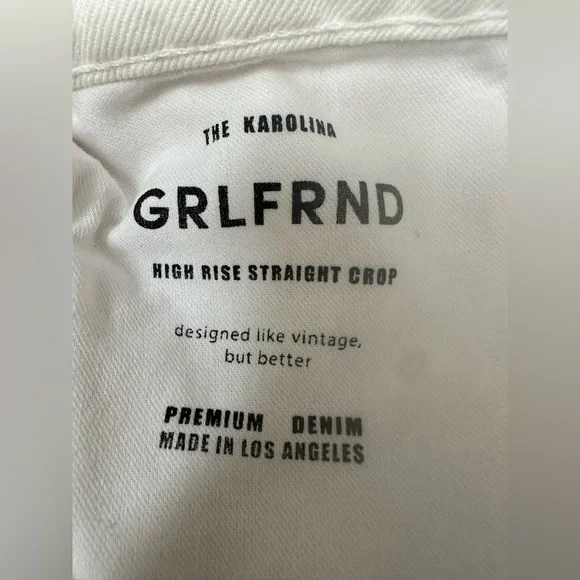 THE KAROLINA
GRLFRND
HIGH RISE STRAIGHT CROP
designed like vintage,
but better
PREMIUM DENIM
MADE IN LOS ANGELES